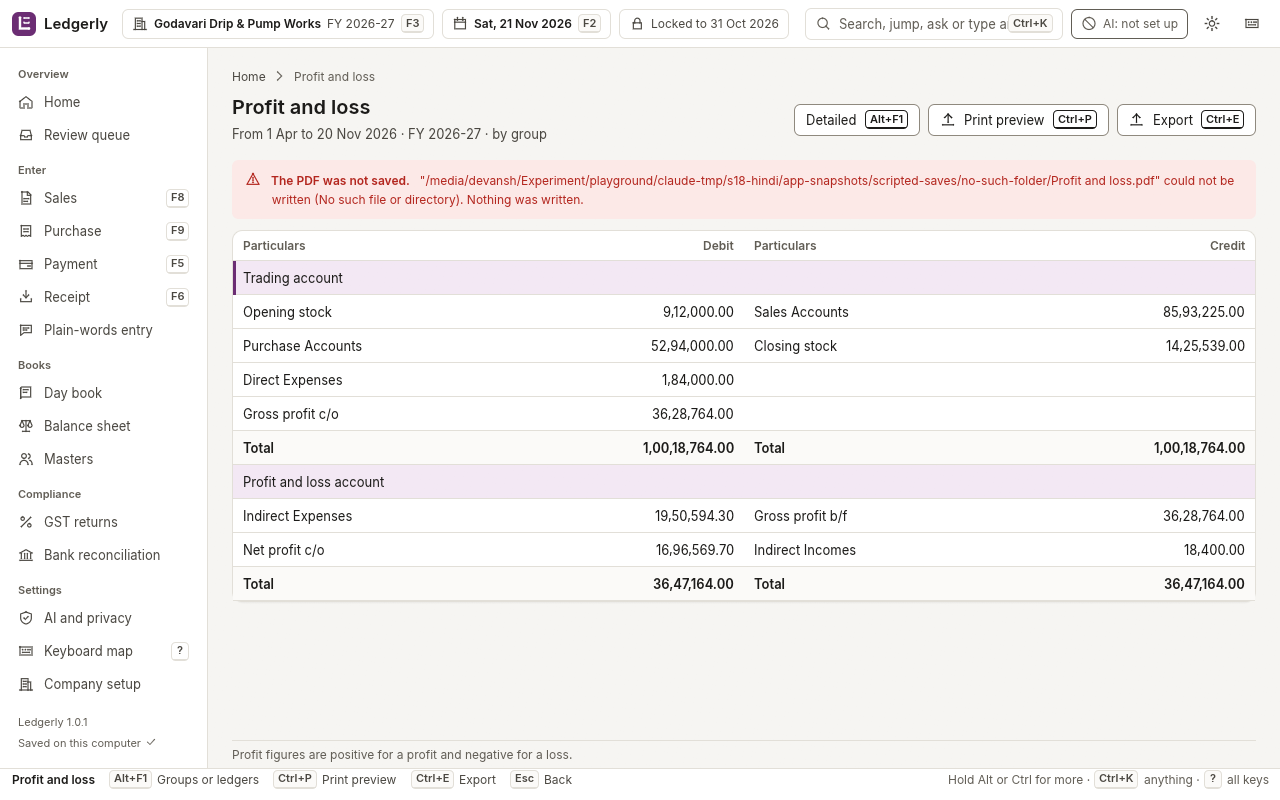 Ledgerly
Godavari Drip & Pump Works FY 2026-27 F3
Sat, 21 Nov 2026 F2
Locked to 31 Oct 2026
Search, jump, ask or type a Ctrl+K
AI: not set up
Overview
Home
Review queue
Enter
Sales F8
Purchase F9
Payment F5
Receipt F6
Plain-words entry
Books
Day book
Balance sheet
Masters
Compliance
GST returns
Bank reconciliation
Settings
AI and privacy
Keyboard map ?
Company setup
Ledgerly 1.0.1
Saved on this computer
Home Profit and loss
Profit and loss
From 1 Apr to 20 Nov 2026 · FY 2026-27 · by group
Detailed Alt+F1
Print preview Ctrl+P
Export Ctrl+E
The PDF was not saved. "/media/devansh/Experiment/playground/claude-tmp/s18-hindi/app-snapshots/scripted-saves/no-such-folder/Profit and loss.pdf" could not be
written (No such file or directory). Nothing was written.
Particulars Debit Particulars Credit
Trading account
Opening stock 9,12,000.00 Sales Accounts 85,93,225.00
Purchase Accounts 52,94,000.00 Closing stock 14,25,539.00
Direct Expenses 1,84,000.00
Gross profit c/o 36,28,764.00
Total 1,00,18,764.00 Total 1,00,18,764.00
Profit and loss account
Indirect Expenses 19,50,594.30 Gross profit b/f 36,28,764.00
Net profit c/o 16,96,569.70 Indirect Incomes 18,400.00
Total 36,47,164.00 Total 36,47,164.00
Profit figures are positive for a profit and negative for a loss.
Profit and loss Alt+F1 Groups or ledgers Ctrl+P Print preview Ctrl+E Export Esc Back
Hold Alt or Ctrl for more · Ctrl+K anything · ? all keys